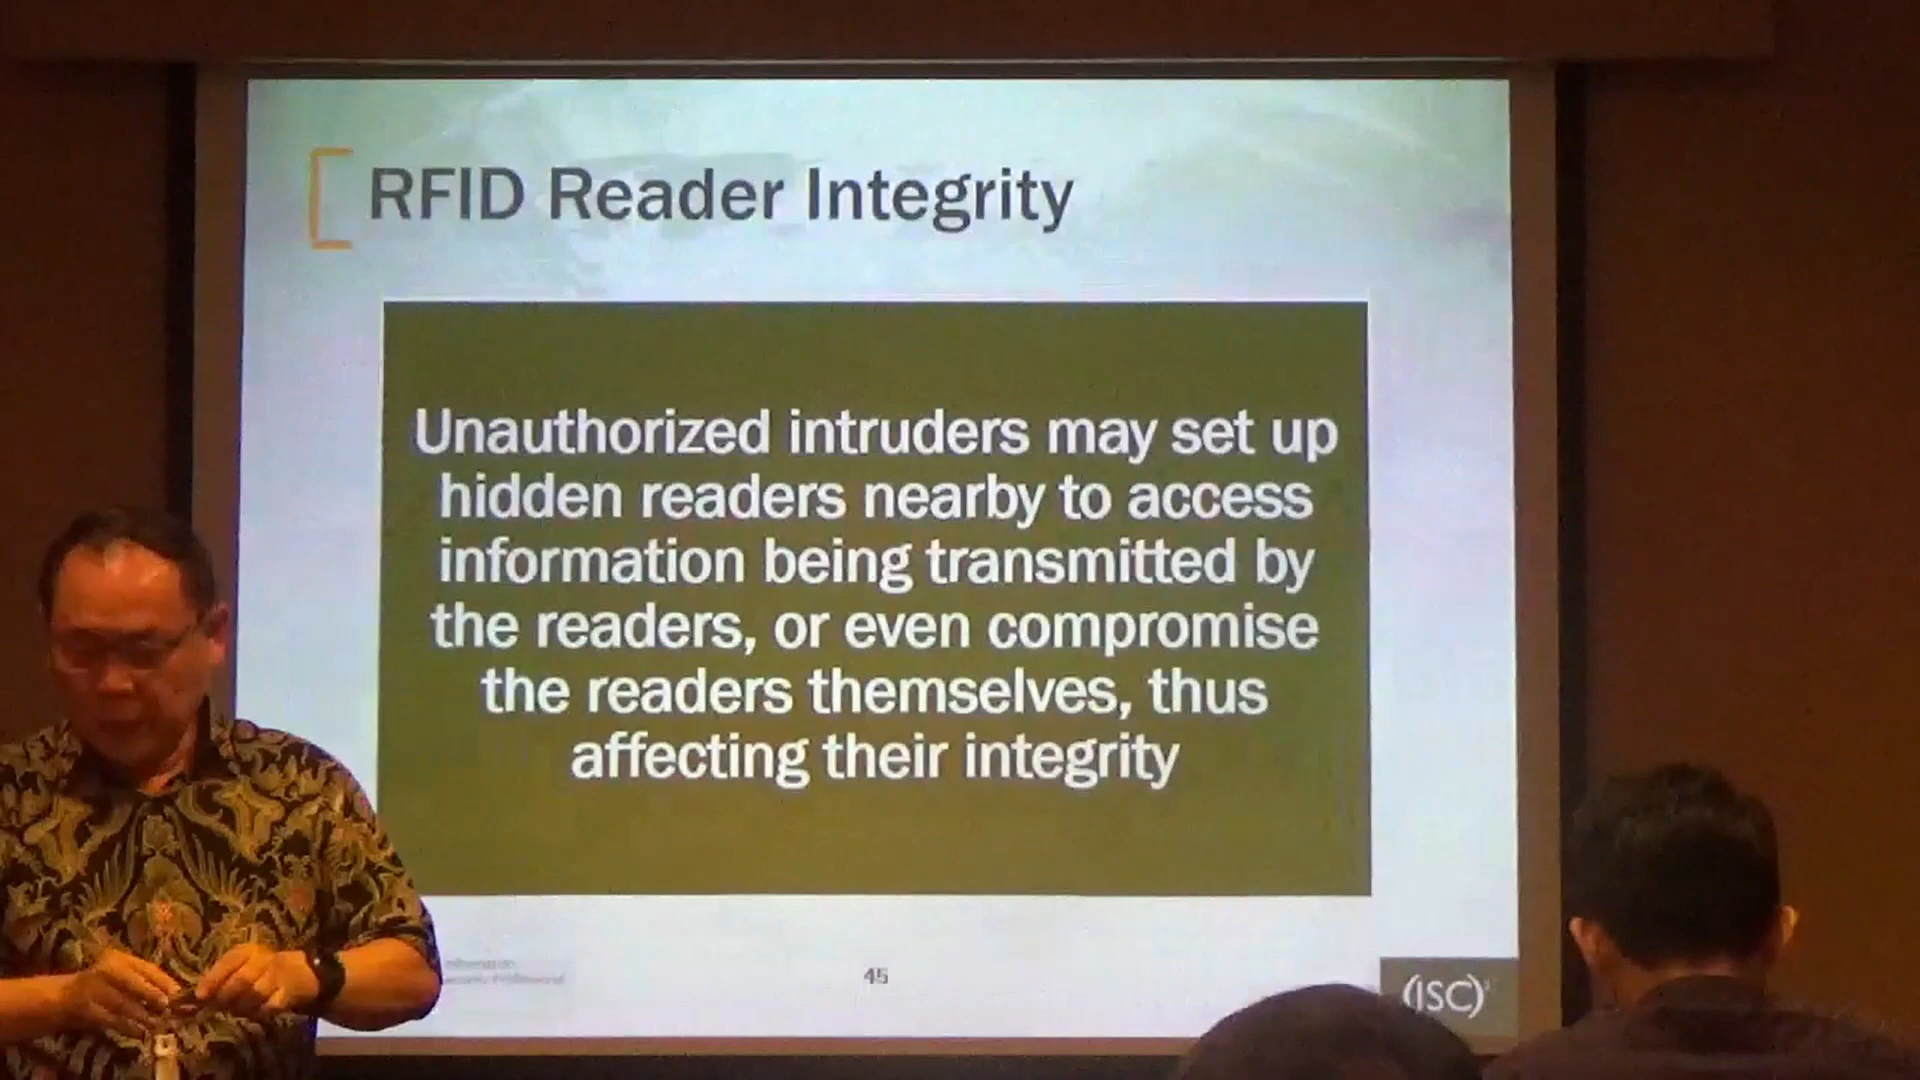 RFID Reader Integrity
Unauthorized intruders may set up
hidden readers nearby to access
information being transmitted by
the readers, or even compromise
the readers themselves, thus
affecting their integrity
45
(ISC)²